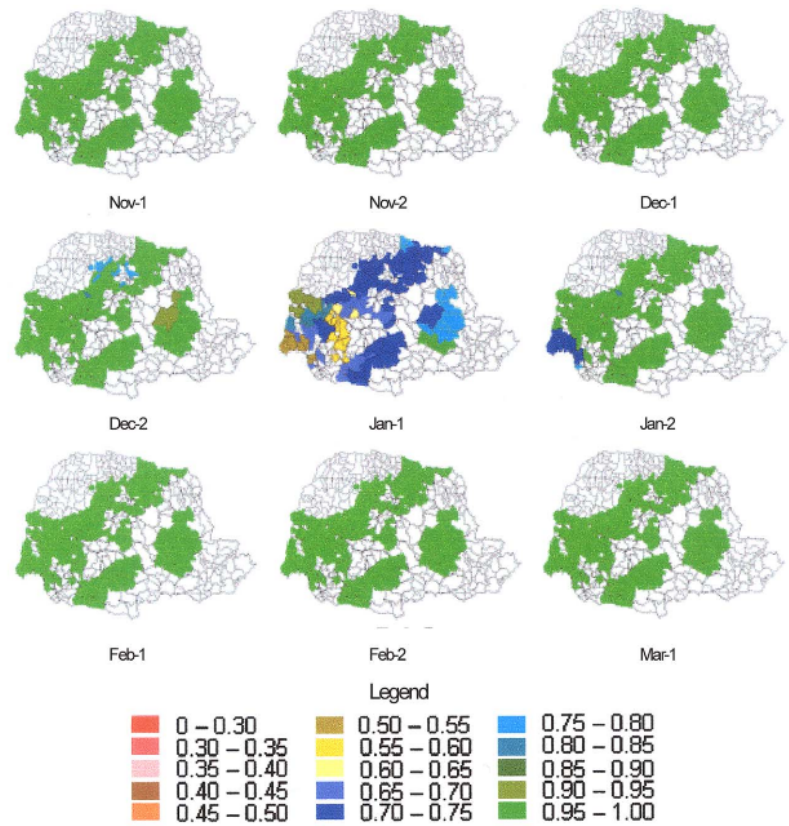 Nov-1 Nov-2 Dec-1
Dec-2 Jan-1 Jan-2
Feb-1 Feb-2 Mar-1
Legend
0 – 0.30 0.50 – 0.55 0.75 – 0.80
0.30 – 0.35 0.55 – 0.60 0.80 – 0.85
0.35 – 0.40 0.60 – 0.65 0.85 – 0.90
0.40 – 0.45 0.65 – 0.70 0.90 – 0.95
0.45 – 0.50 0.70 – 0.75 0.95 – 1.00